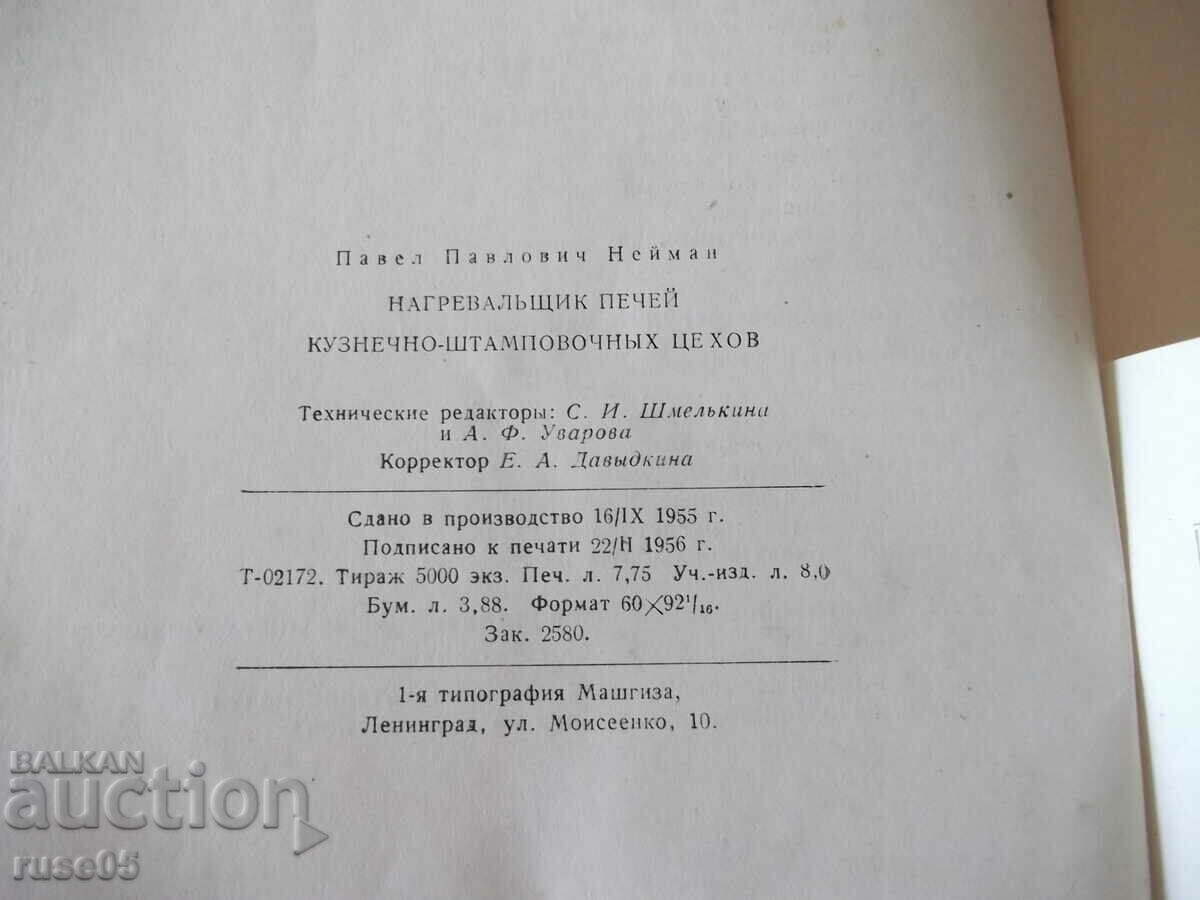 Павел Павлович Нейман
НАГРЕВАЛЬЩИК ПЕЧЕЙ
КУЗНЕЧНО-ШТАМПОВОЧНЫХ ЦЕХОВ
Технические редакторы: С. И. Шмелькина
и А. Ф. Уварова
Корректор Е. А. Давыдкина
Сдано в производство 16/IX 1955 г.
Подписано к печати 22/II 1956 г.
Т-02172. Тираж 5000 экз. Печ. л. 7,75 Уч.-изд. л. 8,0
Бум. л. 3,88. Формат 60×92¹/₁₆.
Зак. 2580.
1-я типография Машгиза,
Ленинград, ул. Моисеенко, 10.
BALKAN
auction
ruse05